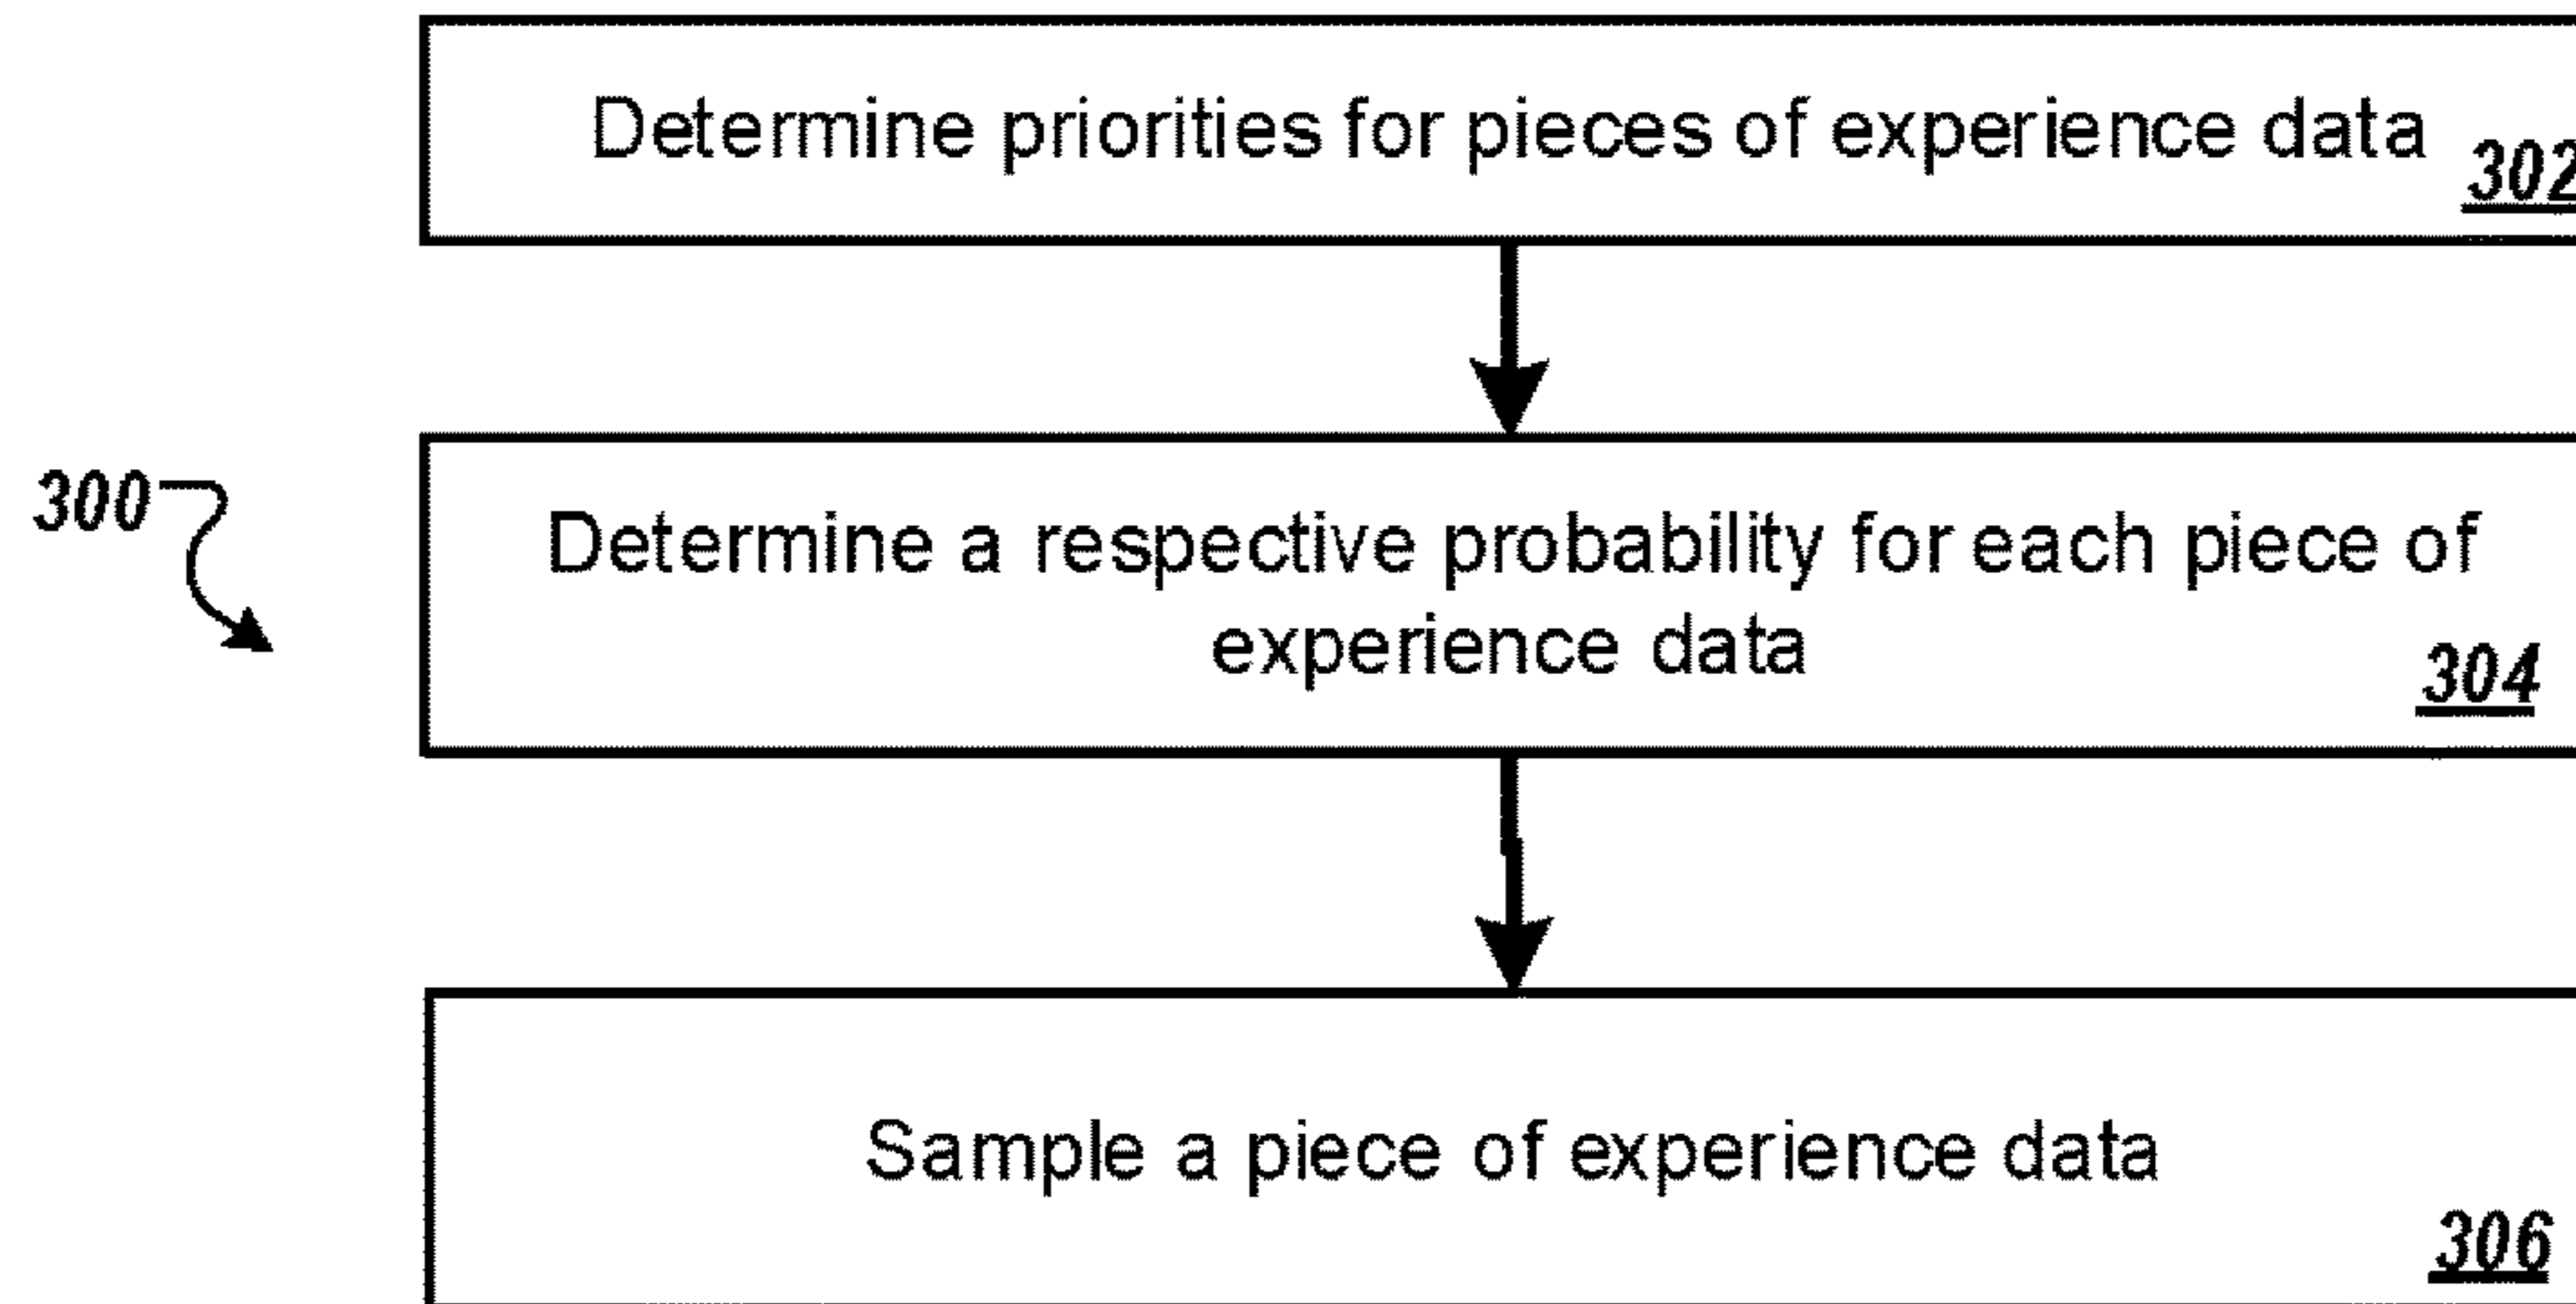 Determine priorities for pieces of experience data
302
300
Determine a respective probability for each piece of
experience data
304
Sample a piece of experience data
306